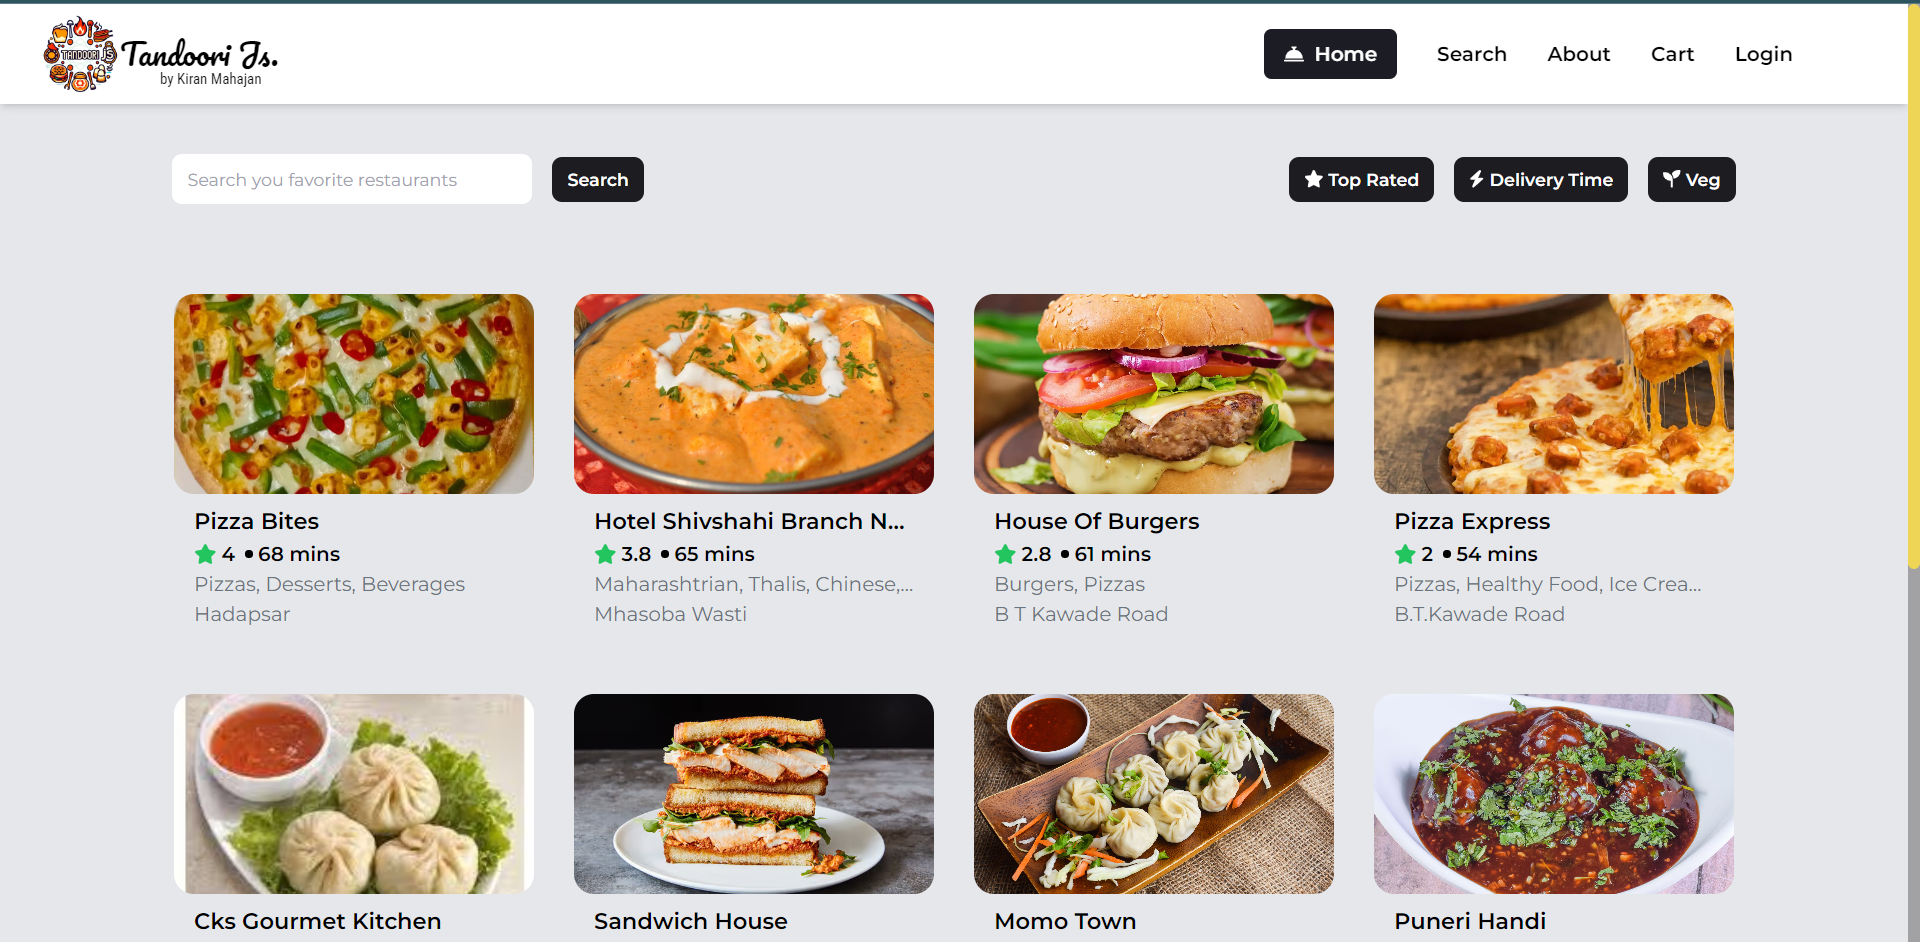 TANDOORI JS
Tandoori Js.
by Kiran Mahajan
Home
Search
About
Cart
Login
Search you favorite restaurants
Search
Top Rated
Delivery Time
Veg
Pizza Bites
4 •68 mins
Pizzas, Desserts, Beverages
Hadapsar
Hotel Shivshahi Branch N...
3.8 •65 mins
Maharashtrian, Thalis, Chinese,...
Mhasoba Wasti
House Of Burgers
2.8 •61 mins
Burgers, Pizzas
B T Kawade Road
Pizza Express
2 •54 mins
Pizzas, Healthy Food, Ice Crea...
B.T.Kawade Road
Cks Gourmet Kitchen
Sandwich House
Momo Town
Puneri Handi